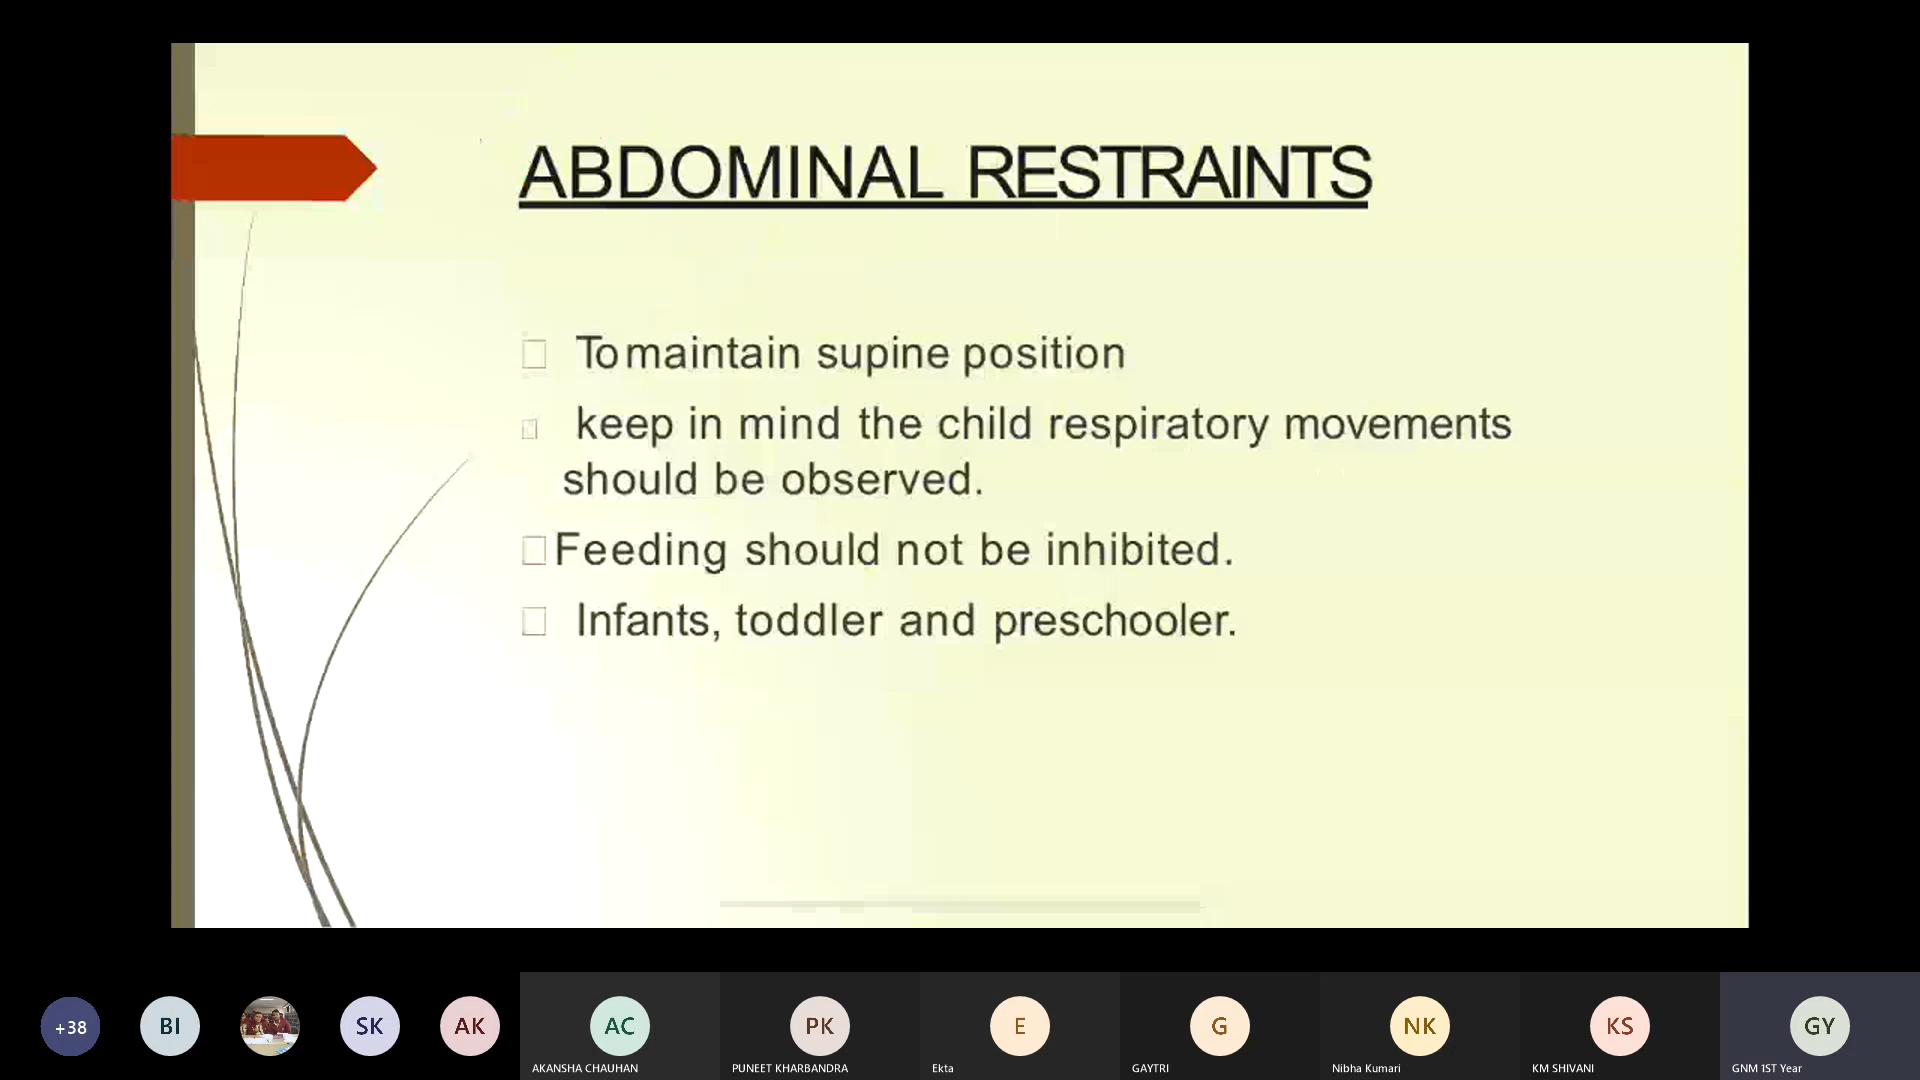 ABDOMINAL RESTRAINTS
To maintain supine position
keep in mind the child respiratory movements
should be observed.
Feeding should not be inhibited.
Infants, toddler and preschooler.
+38
BI
SK
AK
AC
PK
E
G
NK
KS
GY
AKANSHA CHAUHAN
PUNEET KHARBANDRA
Ekta
GAYTRI
Nibha Kumari
KM SHIVANI
GNM 1ST Year